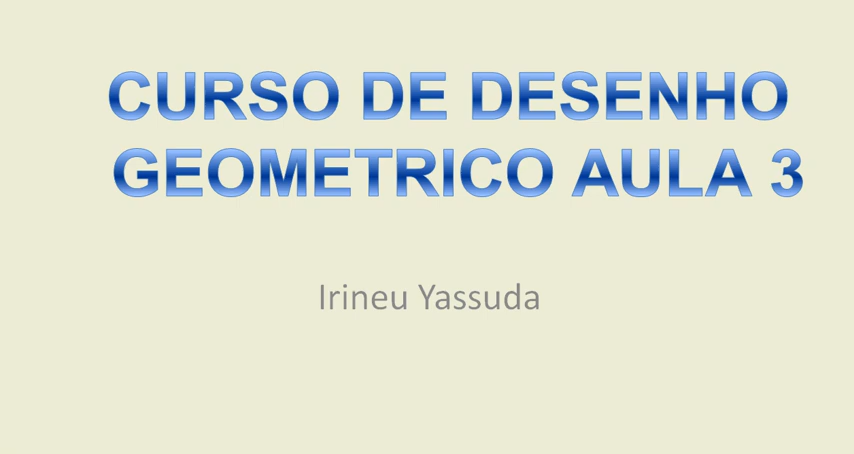 CURSO DE DESENHO
GEOMETRICO AULA 3
Irineu Yassuda